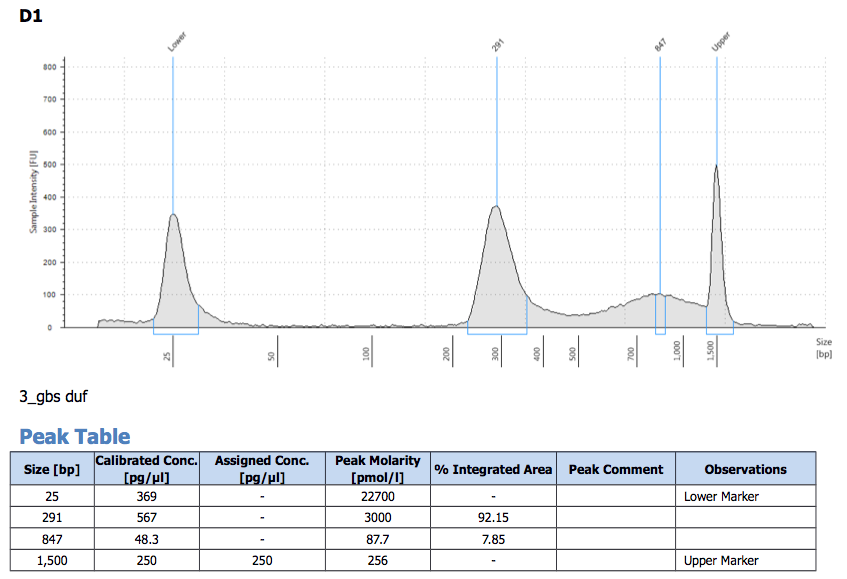 D1
Lower
291
847
Upper
Sample Intensity [FU]
800
700
600
500
400
300
200
100
0
25
50
100
200
300
400
500
700
1,000
1,500
Size
[bp]
3_gbs duf
Peak Table
Size [bp] Calibrated Conc. [pg/µl] Assigned Conc. [pg/µl] Peak Molarity [pmol/l] % Integrated Area Peak Comment Observations
25 369 - 22700 - Lower Marker
291 567 - 3000 92.15
847 48.3 - 87.7 7.85
1,500 250 250 256 - Upper Marker